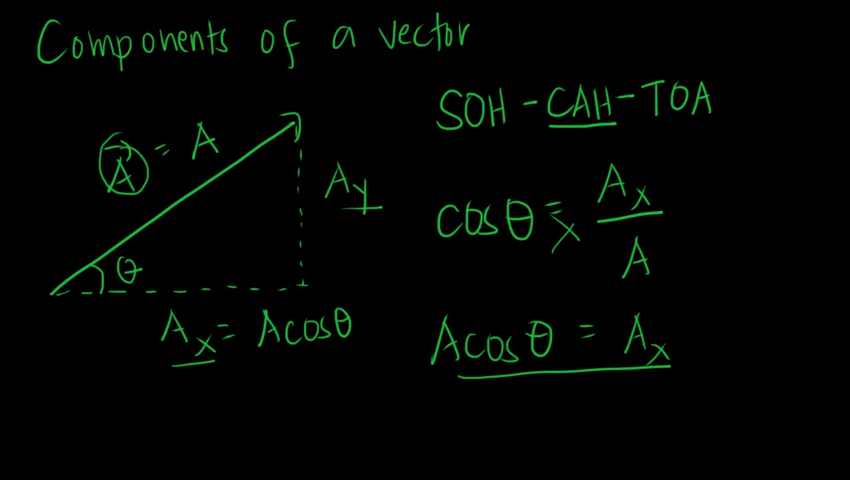 Components of a vector
SOH - CAH - TOA
A⃗ = A
Ay
θ
Ax = Acosθ
cosθ = Ax / A
x
Acosθ = Ax